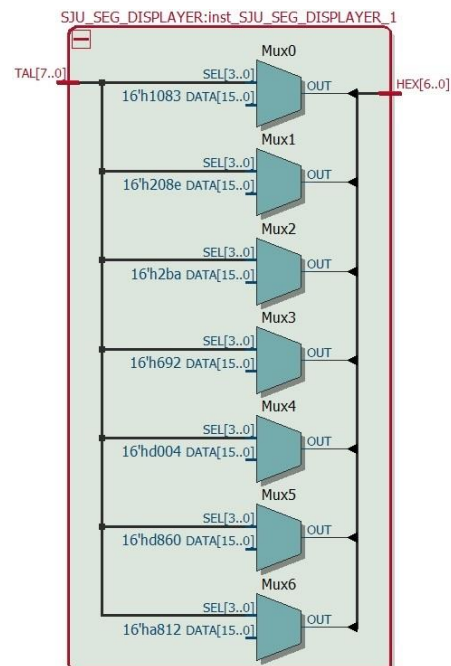 SJU_SEG_DISPLAYER:inst_SJU_SEG_DISPLAYER_1
Mux0
TAL[7..0]
SEL[3..0]
OUT
HEX[6..0]
16'h1083 DATA[15..0]
Mux1
SEL[3..0]
OUT
16'h208e DATA[15..0]
Mux2
SEL[3..0]
OUT
16'h2ba DATA[15..0]
Mux3
SEL[3..0]
OUT
16'h692 DATA[15..0]
Mux4
SEL[3..0]
OUT
16'hd004 DATA[15..0]
Mux5
SEL[3..0]
OUT
16'hd860 DATA[15..0]
Mux6
SEL[3..0]
OUT
16'ha812 DATA[15..0]